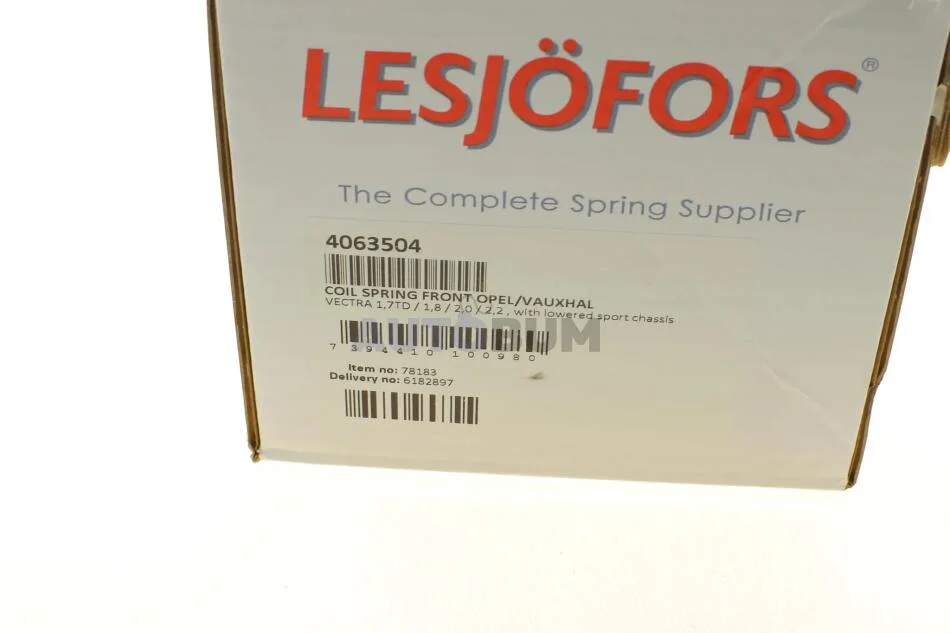 LESJÖFORS®
The Complete Spring Supplier
4063504
COIL SPRING FRONT OPEL/VAUXHAL
VECTRA 1,7TD / 1,8 / 2,0 / 2,2 , with lowered sport chassis
AUTOBUM
7 394410 100980
Item no: 78183
Delivery no: 6182897